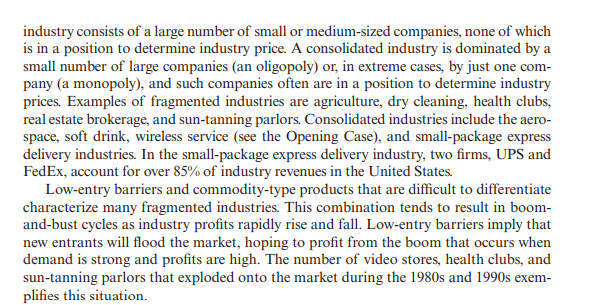 industry consists of a large number of small or medium-sized companies, none of which
is in a position to determine industry price. A consolidated industry is dominated by a
small number of large companies (an oligopoly) or, in extreme cases, by just one com-
pany (a monopoly), and such companies often are in a position to determine industry
prices. Examples of fragmented industries are agriculture, dry cleaning, health clubs,
real estate brokerage, and sun-tanning parlors. Consolidated industries include the aero-
space, soft drink, wireless service (see the Opening Case), and small-package express
delivery industries. In the small-package express delivery industry, two firms, UPS and
FedEx, account for over 85% of industry revenues in the United States.
Low-entry barriers and commodity-type products that are difficult to differentiate
characterize many fragmented industries. This combination tends to result in boom-
and-bust cycles as industry profits rapidly rise and fall. Low-entry barriers imply that
new entrants will flood the market, hoping to profit from the boom that occurs when
demand is strong and profits are high. The number of video stores, health clubs, and
sun-tanning parlors that exploded onto the market during the 1980s and 1990s exem-
plifies this situation.